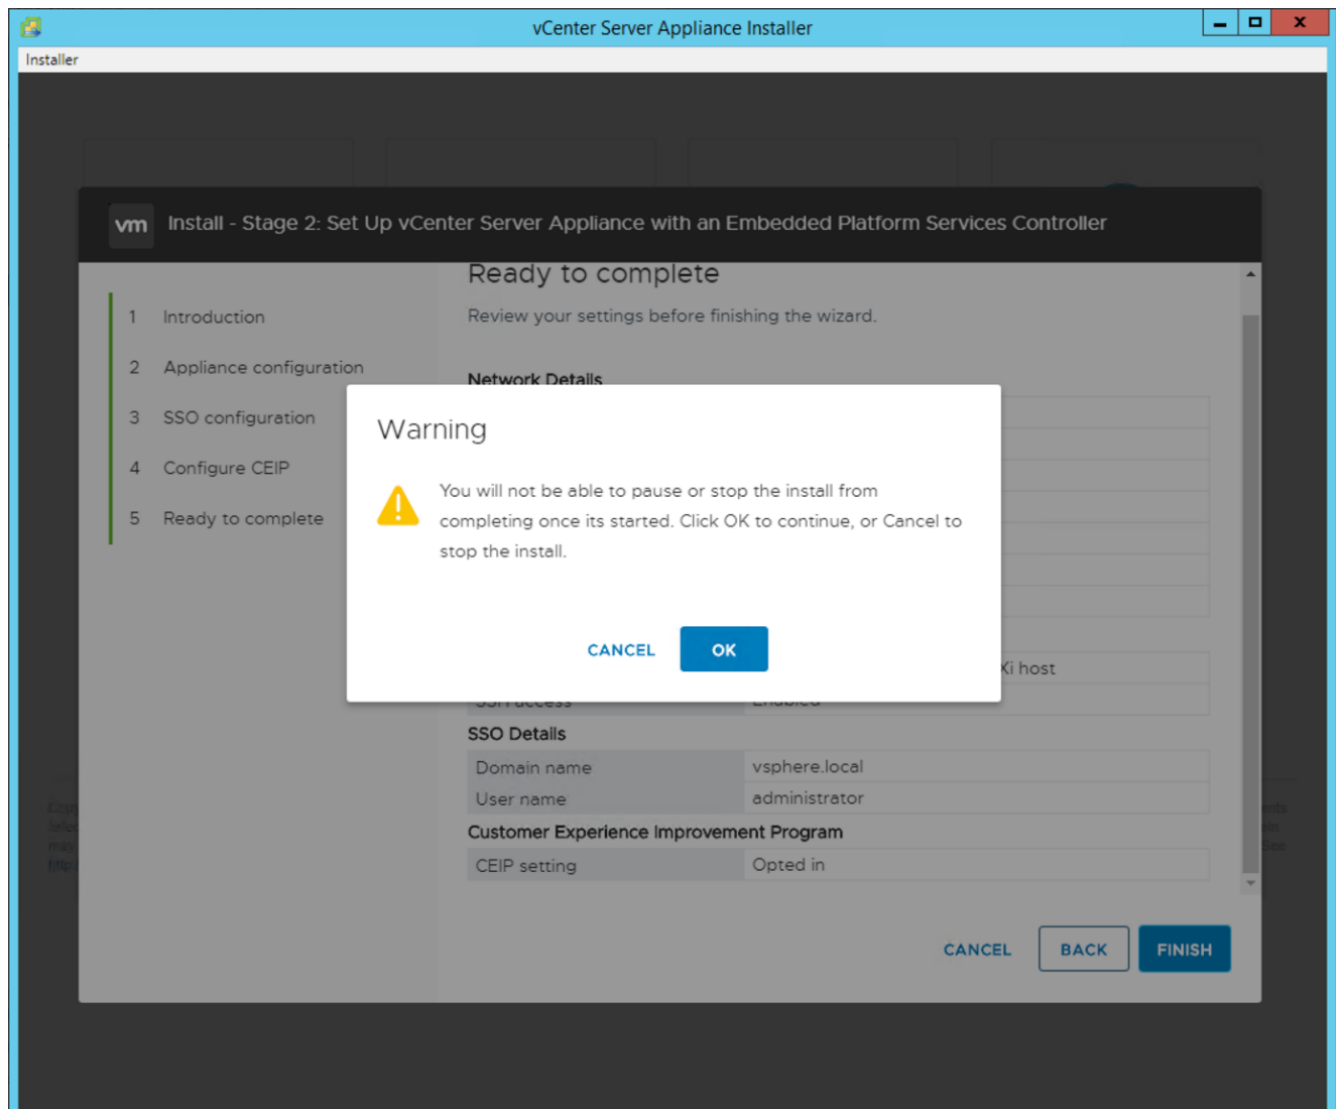 vCenter Server Appliance Installer
Installer
vm Install - Stage 2: Set Up vCenter Server Appliance with an Embedded Platform Services Controller
1 Introduction
2 Appliance configuration
3 SSO configuration
4 Configure CEIP
5 Ready to complete
Ready to complete
Review your settings before finishing the wizard.
Network Details
Warning
You will not be able to pause or stop the install from
completing once its started. Click OK to continue, or Cancel to
stop the install.
CANCEL OK
Xi host
SSH access Enabled
SSO Details
Domain name vsphere.local
User name administrator
Customer Experience Improvement Program
CEIP setting Opted in
CANCEL BACK FINISH